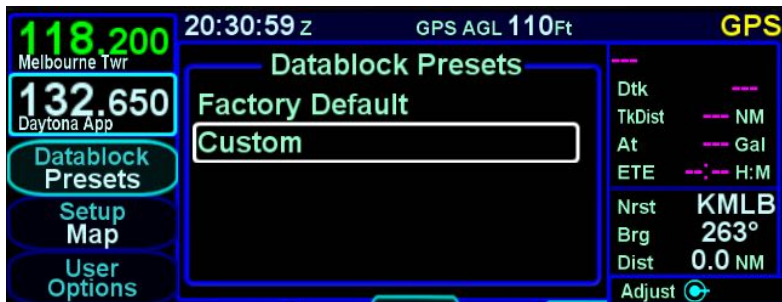 118.200
Melbourne Twr
132.650
Daytona App
Datablock
Presets
Setup
Map
User
Options
20:30:59 Z GPS AGL 110Ft GPS
Datablock Presets
Factory Default
Custom
---
Dtk ---
TkDist --- NM
At --- Gal
ETE --:-- H:M
Nrst KMLB
Brg 263°
Dist 0.0 NM
Adjust